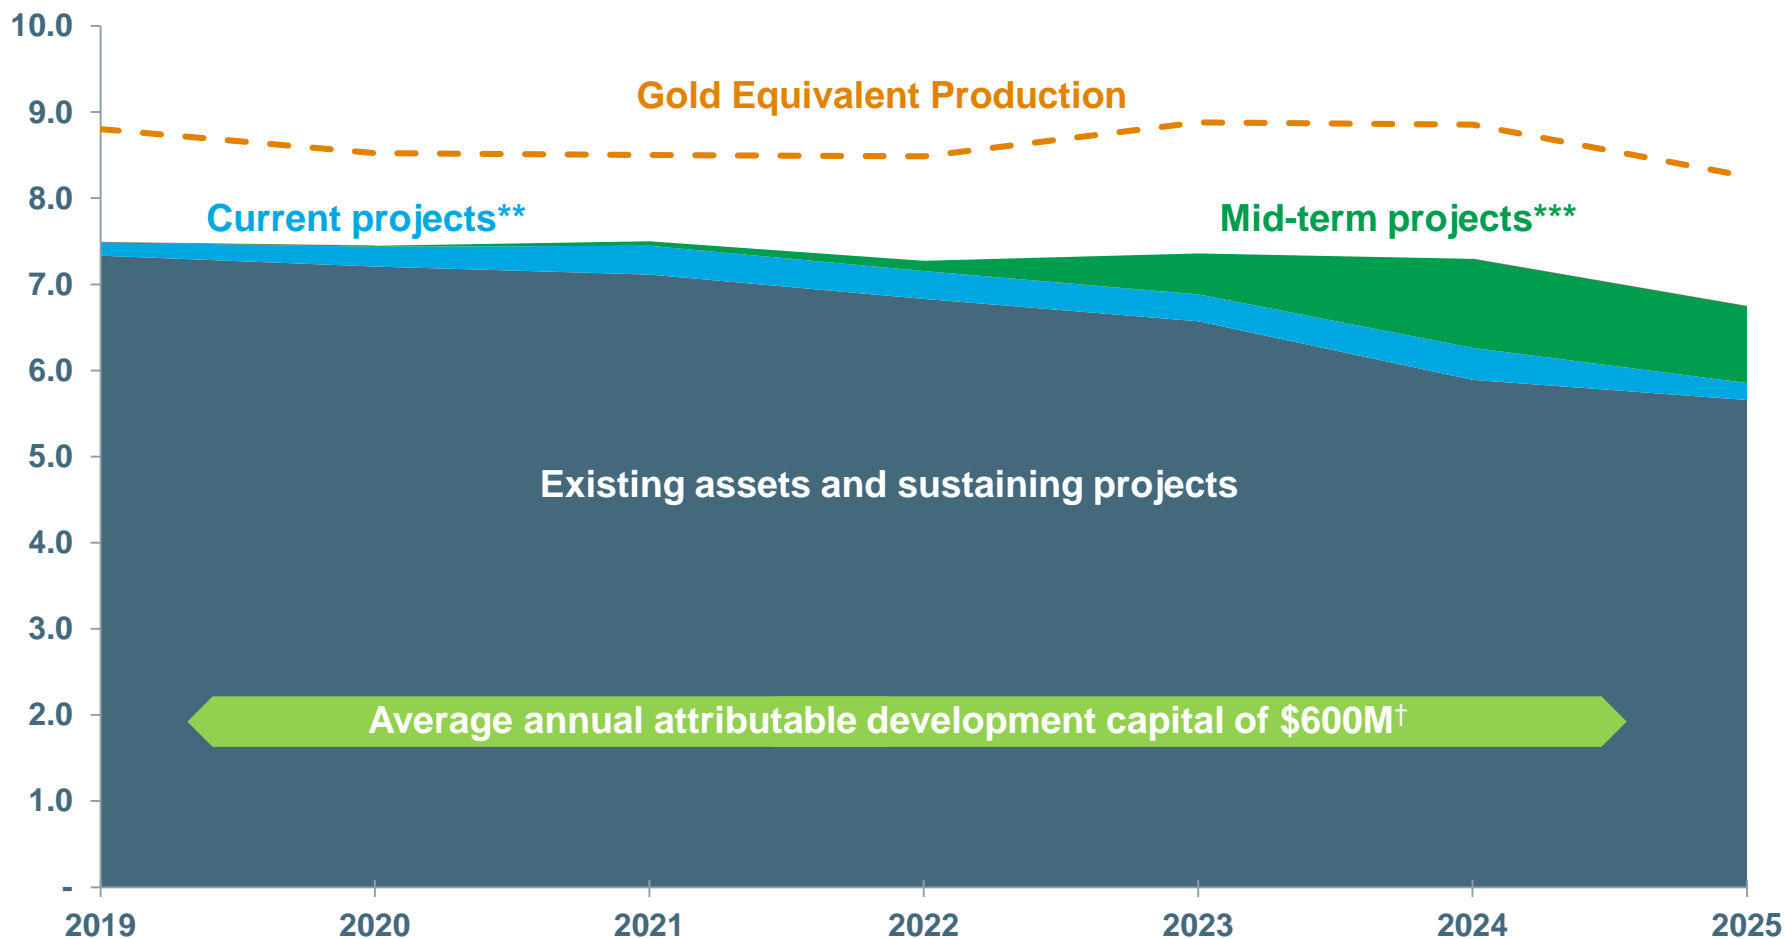 10.0
9.0
8.0
7.0
6.0
5.0
4.0
3.0
2.0
1.0
-
Gold Equivalent Production
Current projects**
Mid-term projects***
Existing assets and sustaining projects
Average annual attributable development capital of $600M†
2019 2020 2021 2022 2023 2024 2025